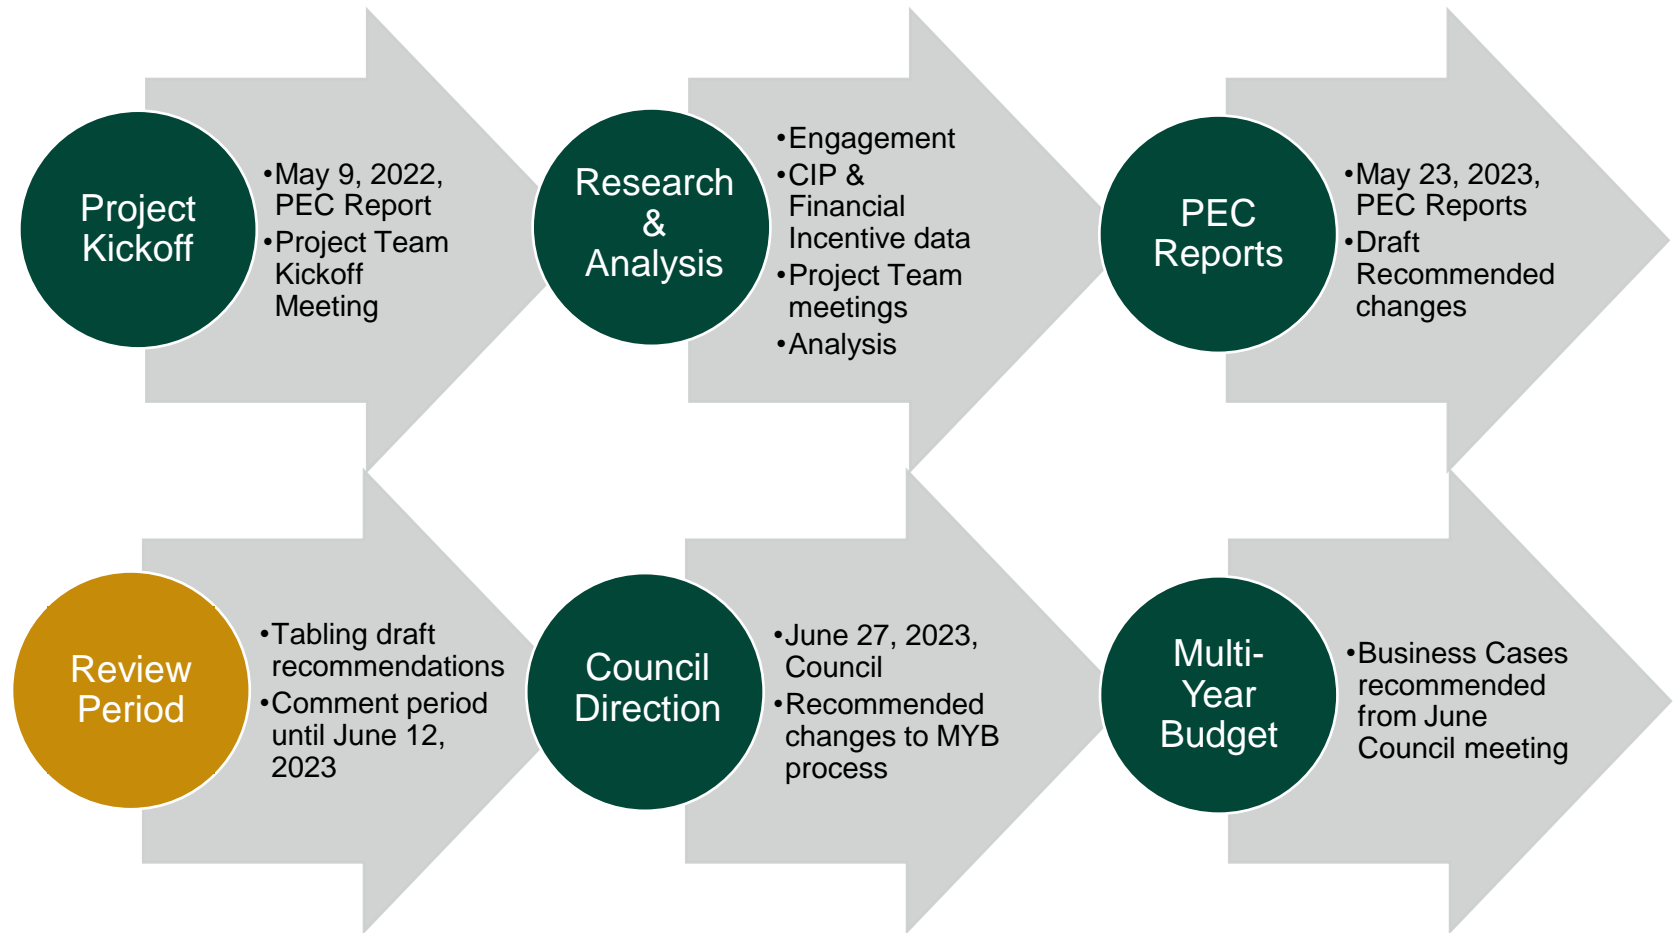 Project
Kickoff
•May 9, 2022,
PEC Report
•Project Team
Kickoff
Meeting
Research
&
Analysis
•Engagement
•CIP &
Financial
Incentive data
•Project Team
meetings
•Analysis
PEC
Reports
•May 23, 2023,
PEC Reports
•Draft
Recommended
changes
Review
Period
•Tabling draft
recommendations
•Comment period
until June 12,
2023
Council
Direction
•June 27, 2023,
Council
•Recommended
changes to MYB
process
Multi-
Year
Budget
•Business Cases
recommended
from June
Council meeting